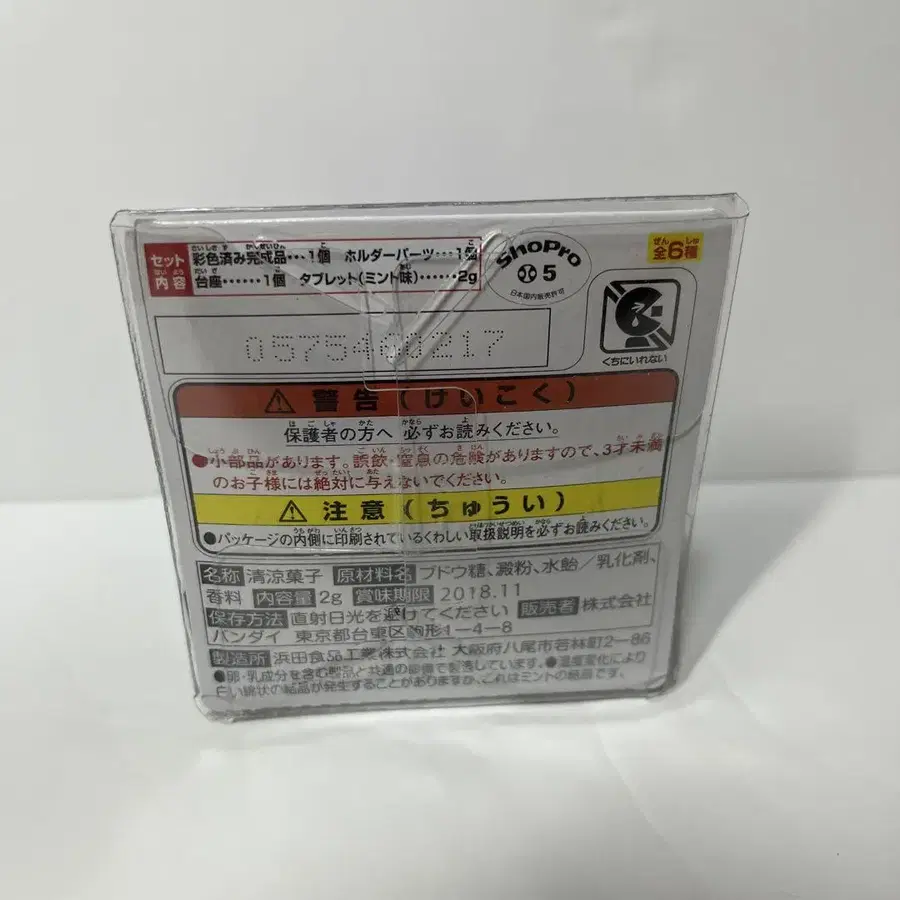 セット内容
彩色済み完成品…1個 ホルダーパーツ…1個
台座……1個 タブレット(ミント味)……2g
ShoPro
5
日本国内販売許可
全6種
くちにいれない
0575400217
⚠ 警告(けいこく)
保護者の方へ 必ずお読みください。
●小部品があります。誤飲・窒息の危険がありますので、3才未満
のお子様には絶対に与えないでください。
⚠ 注意(ちゅうい)
●パッケージの内側に印刷されているくわしい取扱説明を必ずお読みください。
名称 清涼菓子 原材料名 ブドウ糖、澱粉、水飴/乳化剤、
香料 内容量 2g 賞味期限 2018.11
保存方法 直射日光を避けてください 販売者 株式会社
バンダイ 東京都台東区駒形1-4-8
製造所 浜田食品工業株式会社 大阪府八尾市若林町2-86
●卵・乳成分を含む製品と共通の設備で製造しています。●温度変化により
白い綿状の結晶が発生することがありますが、これはミントの結晶です。